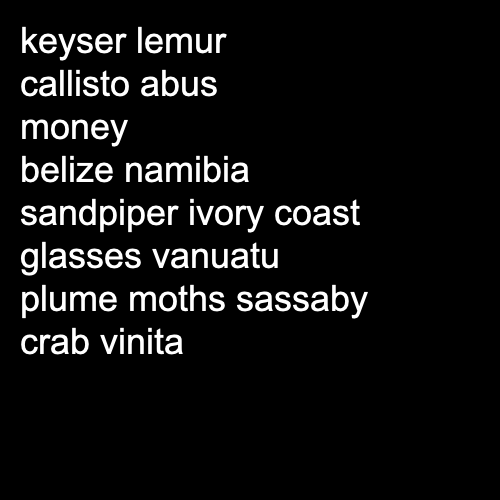 keyser lemur
callisto abus
money
belize namibia
sandpiper ivory coast
glasses vanuatu
plume moths sassaby
crab vinita